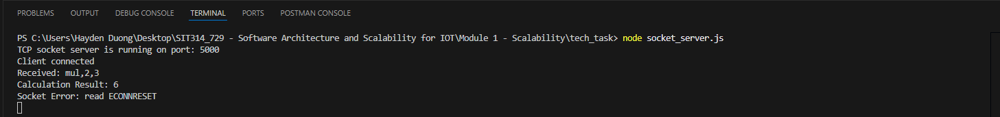 PROBLEMS OUTPUT DEBUG CONSOLE TERMINAL PORTS POSTMAN CONSOLE
PS C:\Users\Hayden Duong\Desktop\SIT314_729 - Software Architecture and Scalability for IOT\Module 1 - Scalability\tech_task> node socket_server.js
TCP socket server is running on port: 5000
Client connected
Received: mul,2,3
Calculation Result: 6
Socket Error: read ECONNRESET